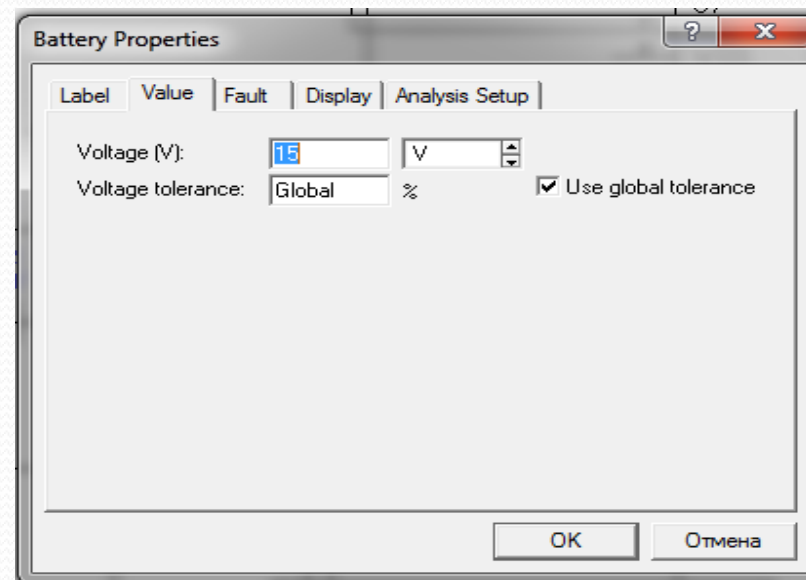 Battery Properties
Label Value Fault Display Analysis Setup
Voltage (V): 15 V
Voltage tolerance: Global % Use global tolerance
OK Отмена